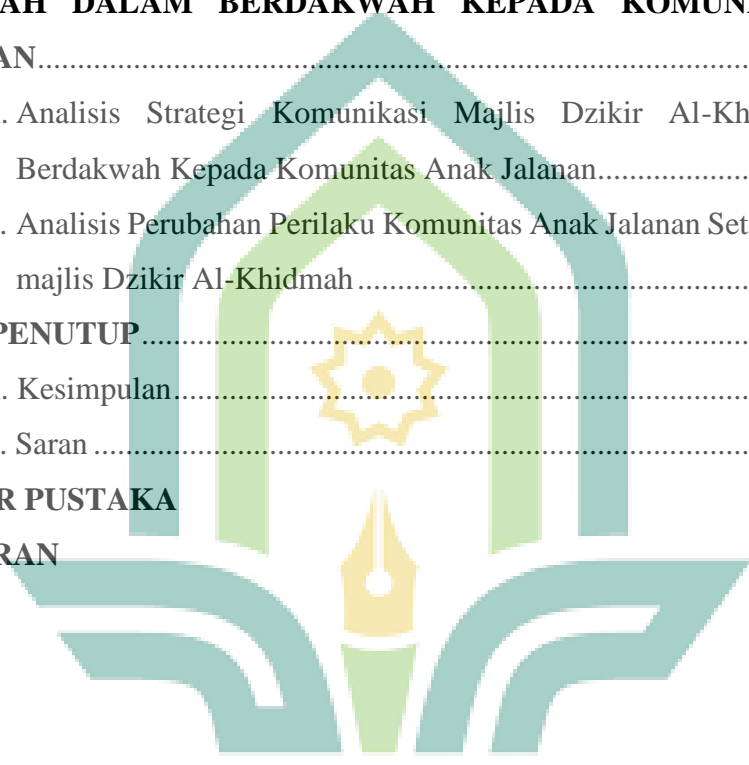 AH DALAM BERDAKWAH KEPADA KOMUN
AN
. Analisis Strategi Komunikasi Majlis Dzikir Al-Kh
Berdakwah Kepada Komunitas Anak Jalanan
. Analisis Perubahan Perilaku Komunitas Anak Jalanan Set
majlis Dzikir Al-Khidmah
PENUTUP
. Kesimpulan
. Saran
R PUSTAKA
RAN